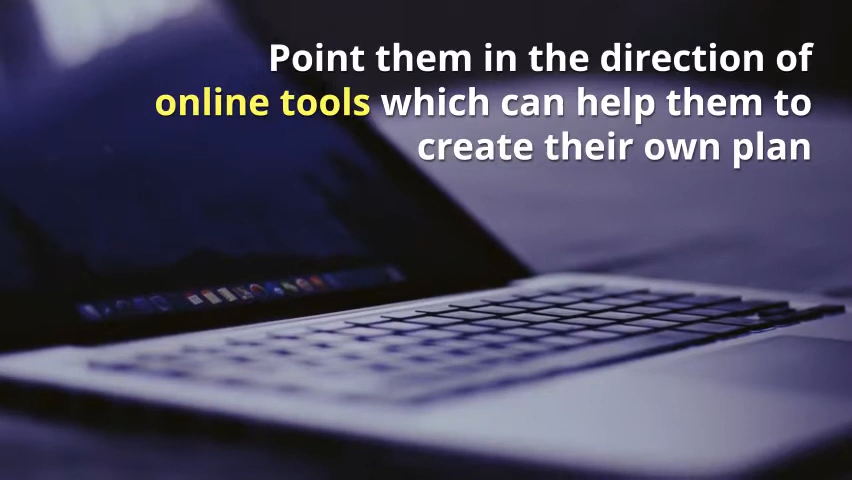 Point them in the direction of
online tools which can help them to
create their own plan